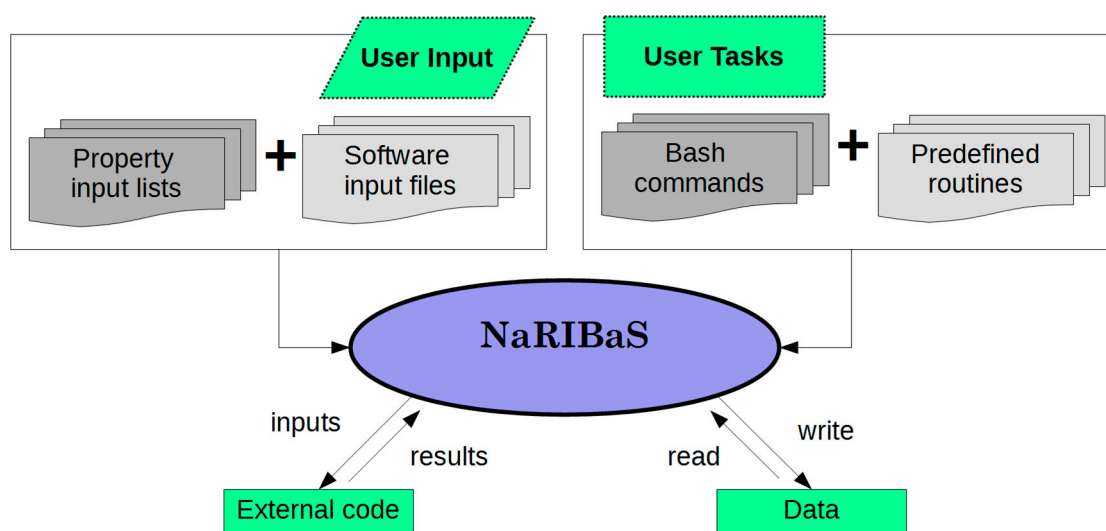 User Input
User Tasks
Property
input lists
+
Software
input files
Bash
commands
+
Predefined
routines
NaRIBaS
inputs
results
write
read
External code
Data